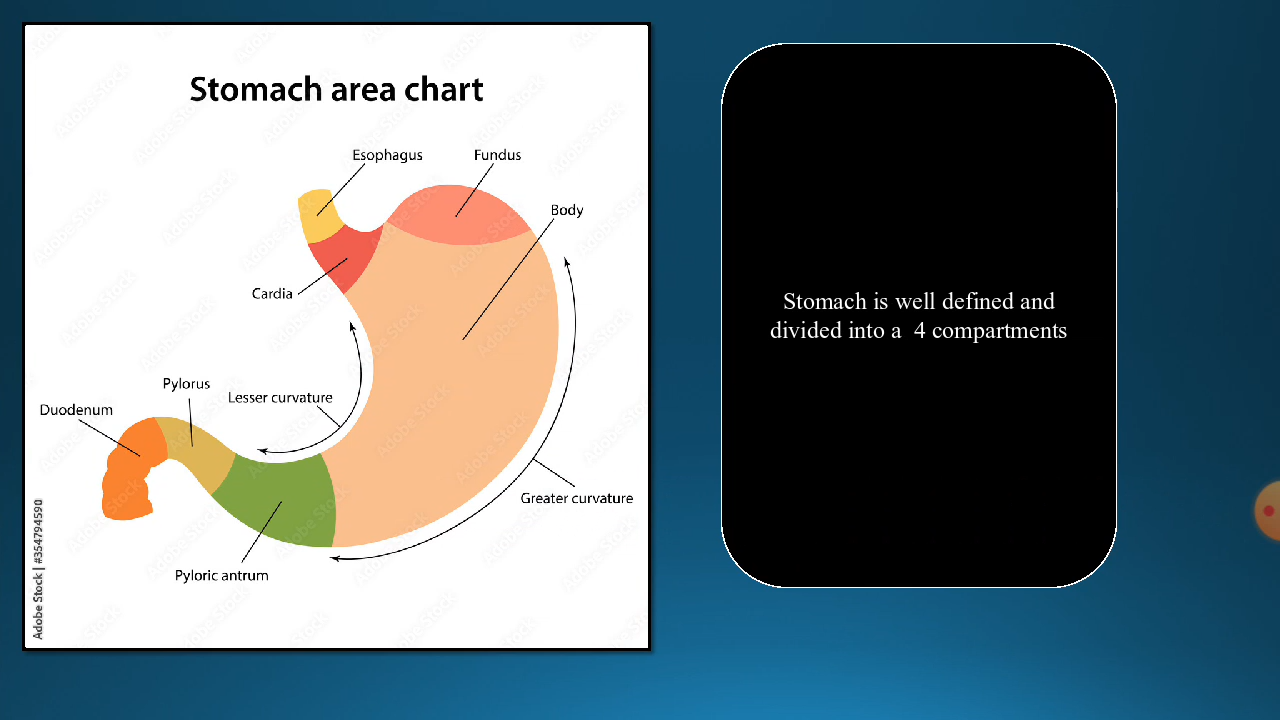 Stomach area chart
Esophagus
Fundus
Body
Cardia
Pylorus
Lesser curvature
Duodenum
Greater curvature
Pyloric antrum
Adobe Stock | #354794590
Stomach is well defined and
divided into a  4 compartments